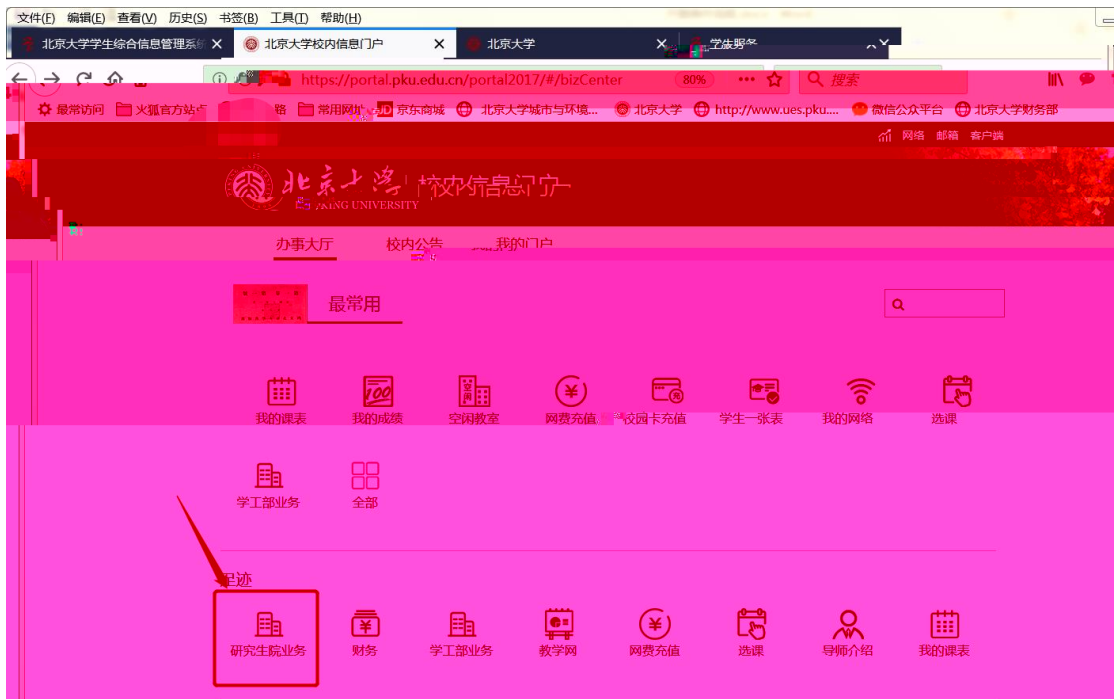 文件(F) 编辑(E) 查看(V) 历史(S) 书签(B) 工具(T) 帮助(H)
北京大学学生综合信息管理系统 北京大学校内信息门户 北京大学
https://portal.pku.edu.cn/portal2017/#/bizCenter 80% 搜索
最常访问 火狐官方站点 常用网址 JD 京东商城 北京大学城市与环境... 北京大学 http://www.ues.pku.... 微信公众平台 北京大学财务部
网络 邮箱 客户端
北京大学 校内信息门户
PEKING UNIVERSITY
办事大厅 校内公告 我的门户
最常用
我的课表 我的成绩 空闲教室 网费充值 校园卡充值 学生一张表 我的网络 选课
学工部业务 全部
足迹
研究生院业务 财务 学工部业务 教学网 网费充值 选课 导师介绍 我的课表